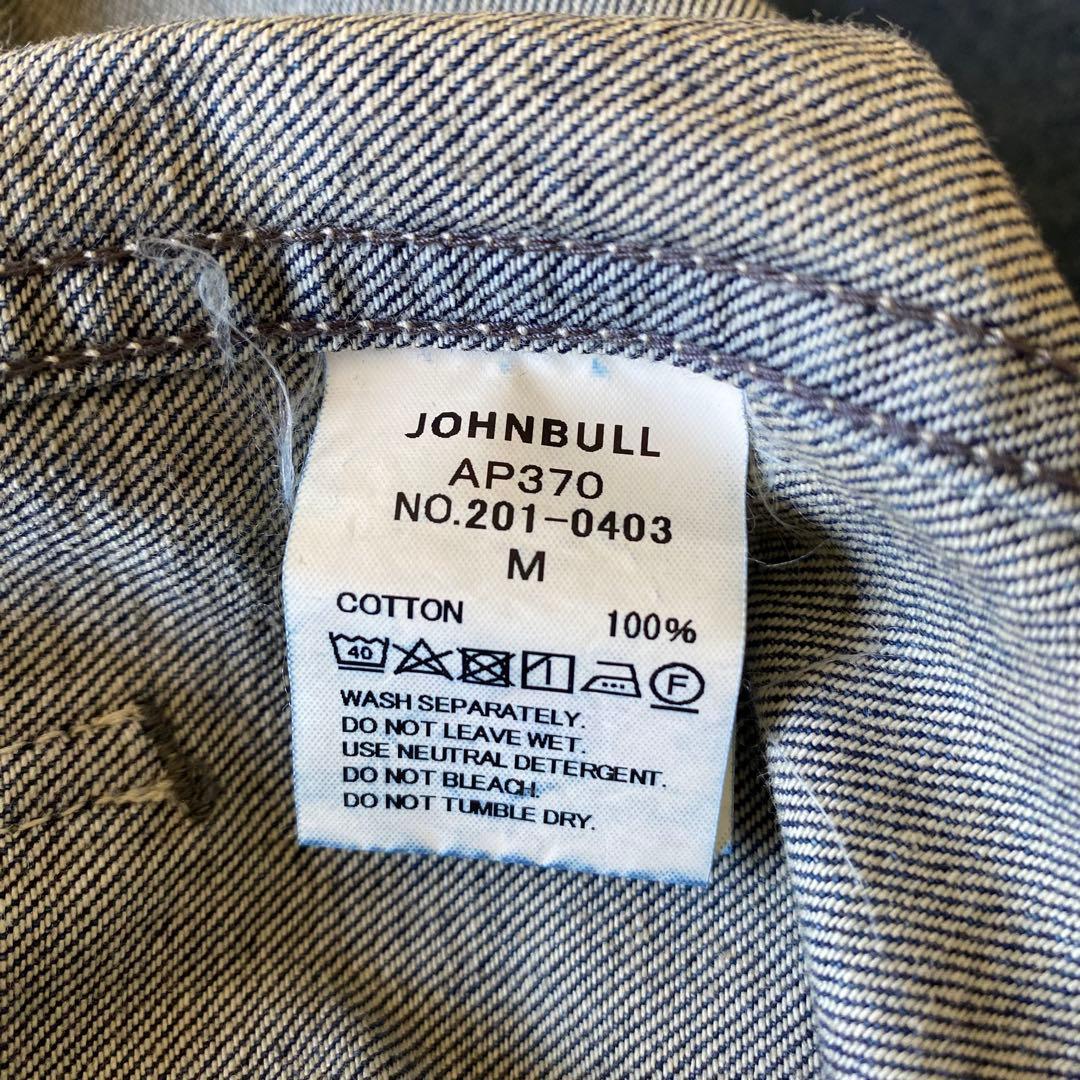 JOHNBULL
AP370
NO.201-0403
M
COTTON 100%
40 F
WASH SEPARATELY.
DO NOT LEAVE WET.
USE NEUTRAL DETERGENT.
DO NOT BLEACH.
DO NOT TUMBLE DRY.